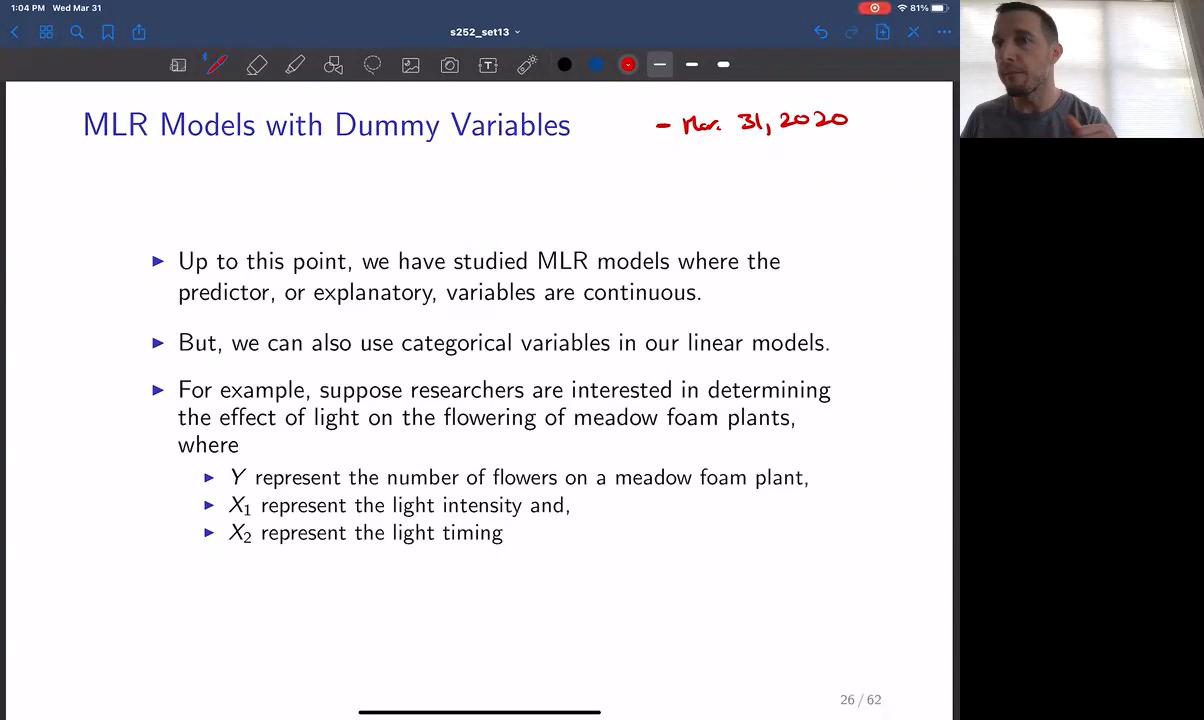 1:04 PM Wed Mar 31
81%
s252_set13
T
MLR Models with Dummy Variables
- Mar. 31, 2020
Up to this point, we have studied MLR models where the
predictor, or explanatory, variables are continuous.
But, we can also use categorical variables in our linear models.
For example, suppose researchers are interested in determining
the effect of light on the flowering of meadow foam plants,
where
Y represent the number of flowers on a meadow foam plant,
X₁ represent the light intensity and,
X₂ represent the light timing
26 / 62